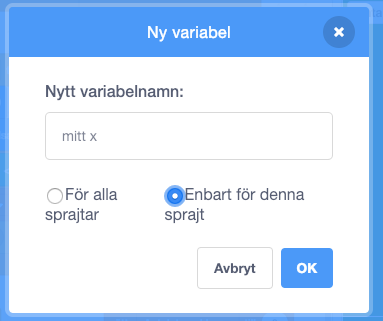 Ny variabel
Nytt variabelnamn:
mitt x
För alla
sprajtar
Enbart för denna
sprajt
Avbryt
OK